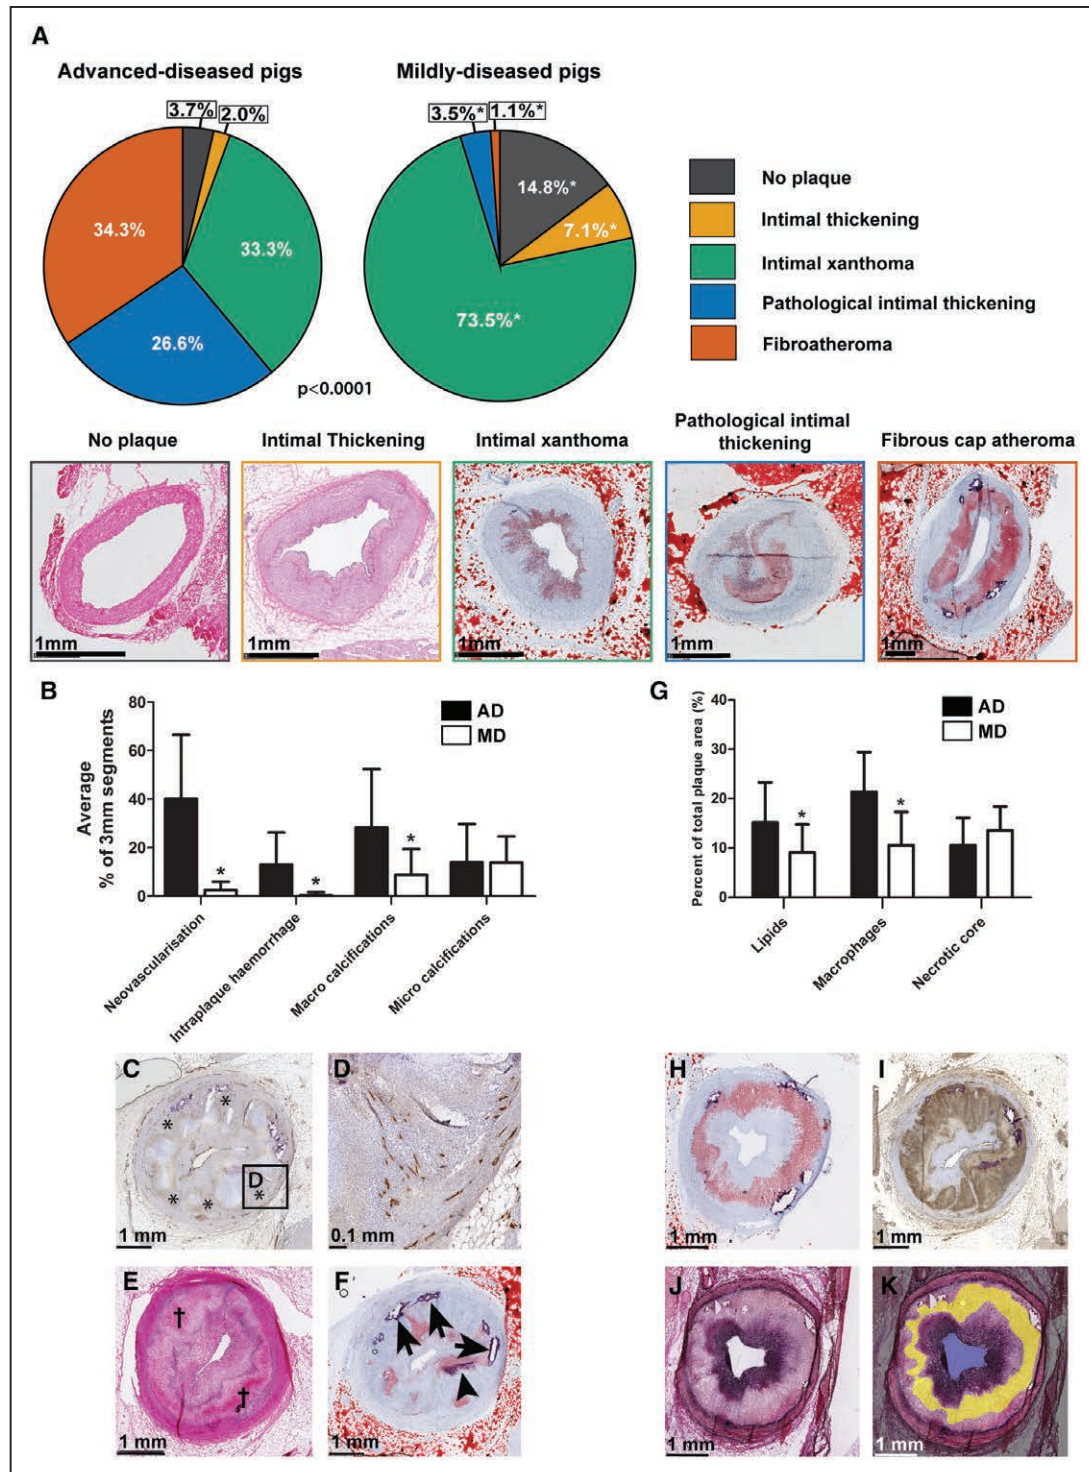 A
Advanced-diseased pigs
Mildly-diseased pigs
3.7%
2.0%
33.3%
26.6%
34.3%
3.5%*
1.1%*
14.8%*
7.1%*
73.5%*
p<0.0001
No plaque
Intimal thickening
Intimal xanthoma
Pathological intimal thickening
Fibroatheroma
No plaque
Intimal Thickening
Intimal xanthoma
Pathological intimal
thickening
Fibrous cap atheroma
1mm
1mm
1mm
1mm
1mm
B
Average
% of 3mm segments
80
60
40
20
0
AD
MD
*
*
*
Neovascularisation
Intraplaque haemorrhage
Macro calcifications
Micro calcifications
G
Percent of total plaque area (%)
40
30
20
10
0
AD
MD
*
*
Lipids
Macrophages
Necrotic core
C
*
*
*
*
*
D
1 mm
D
0.1 mm
H
1 mm
I
1 mm
E
†
†
1 mm
F
1 mm
J
1 mm
K
1 mm